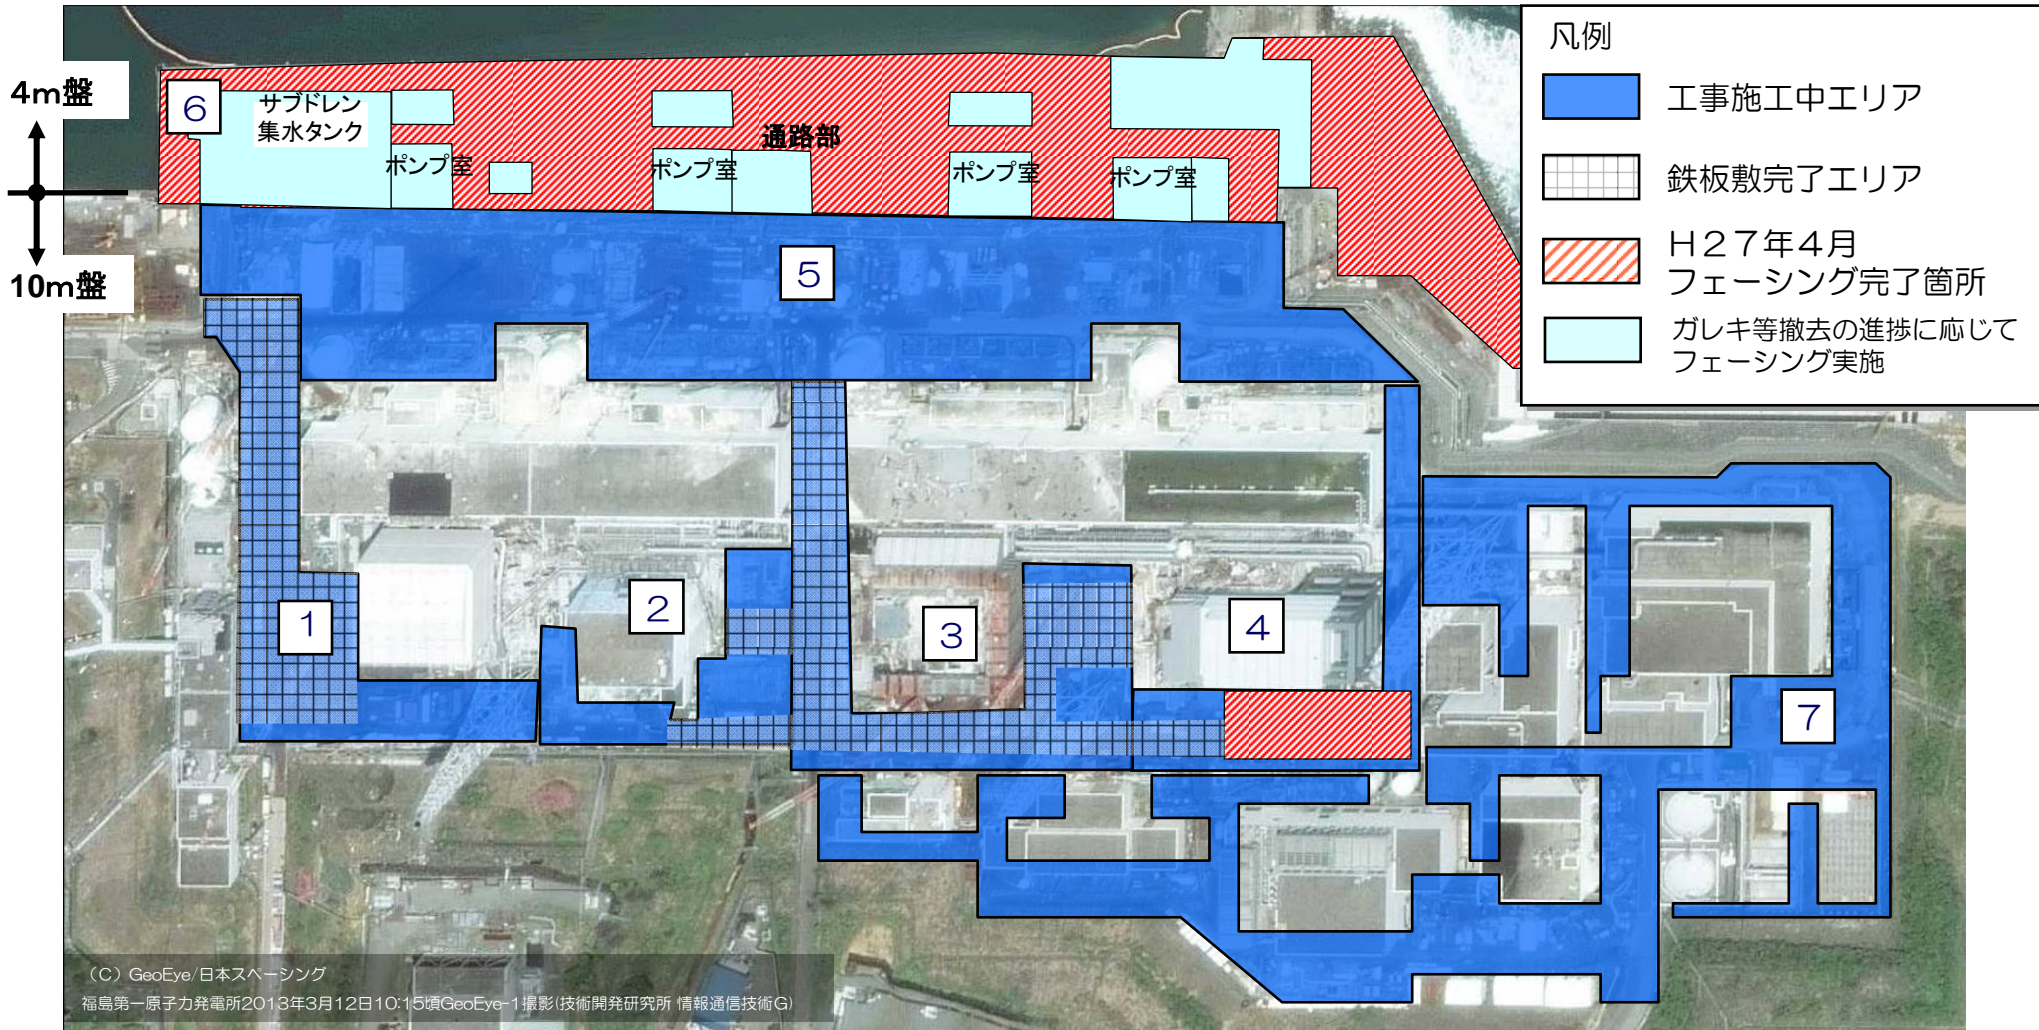 凡例
工事施工中エリア
鉄板敷完了エリア
H27年4月
フェーシング完了箇所
ガレキ等撤去の進捗に応じて
フェーシング実施
4m盤
10m盤
6
サブドレン
集水タンク
通路部
ポンプ室
ポンプ室
ポンプ室
ポンプ室
5
1
2
3
4
7
（C）GeoEye/日本スペーシング
福島第一原子力発電所2013年3月12日10:15頃GeoEye-1撮影(技術開発研究所 情報通信技術G)